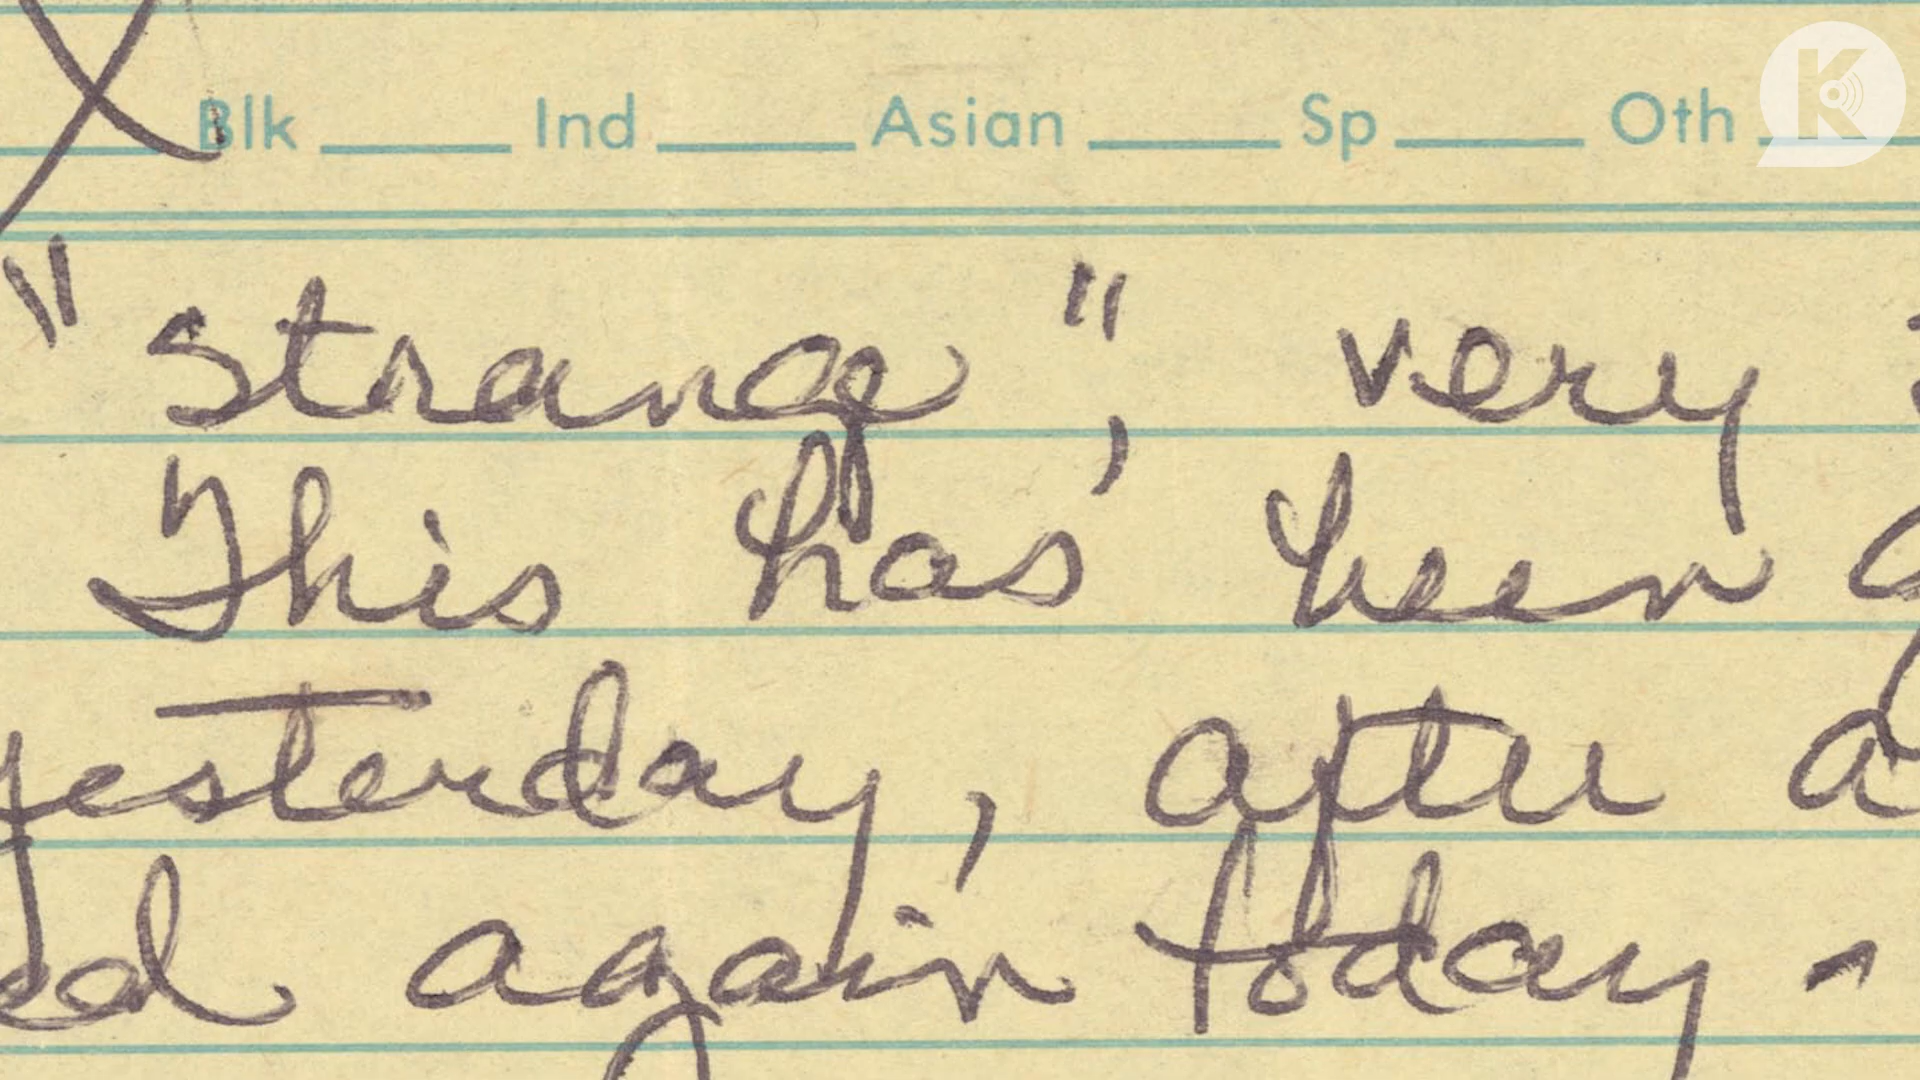 X Blk Ind Asian Sp Oth
K
"strange", very
This has been
yesterday, after
again today.